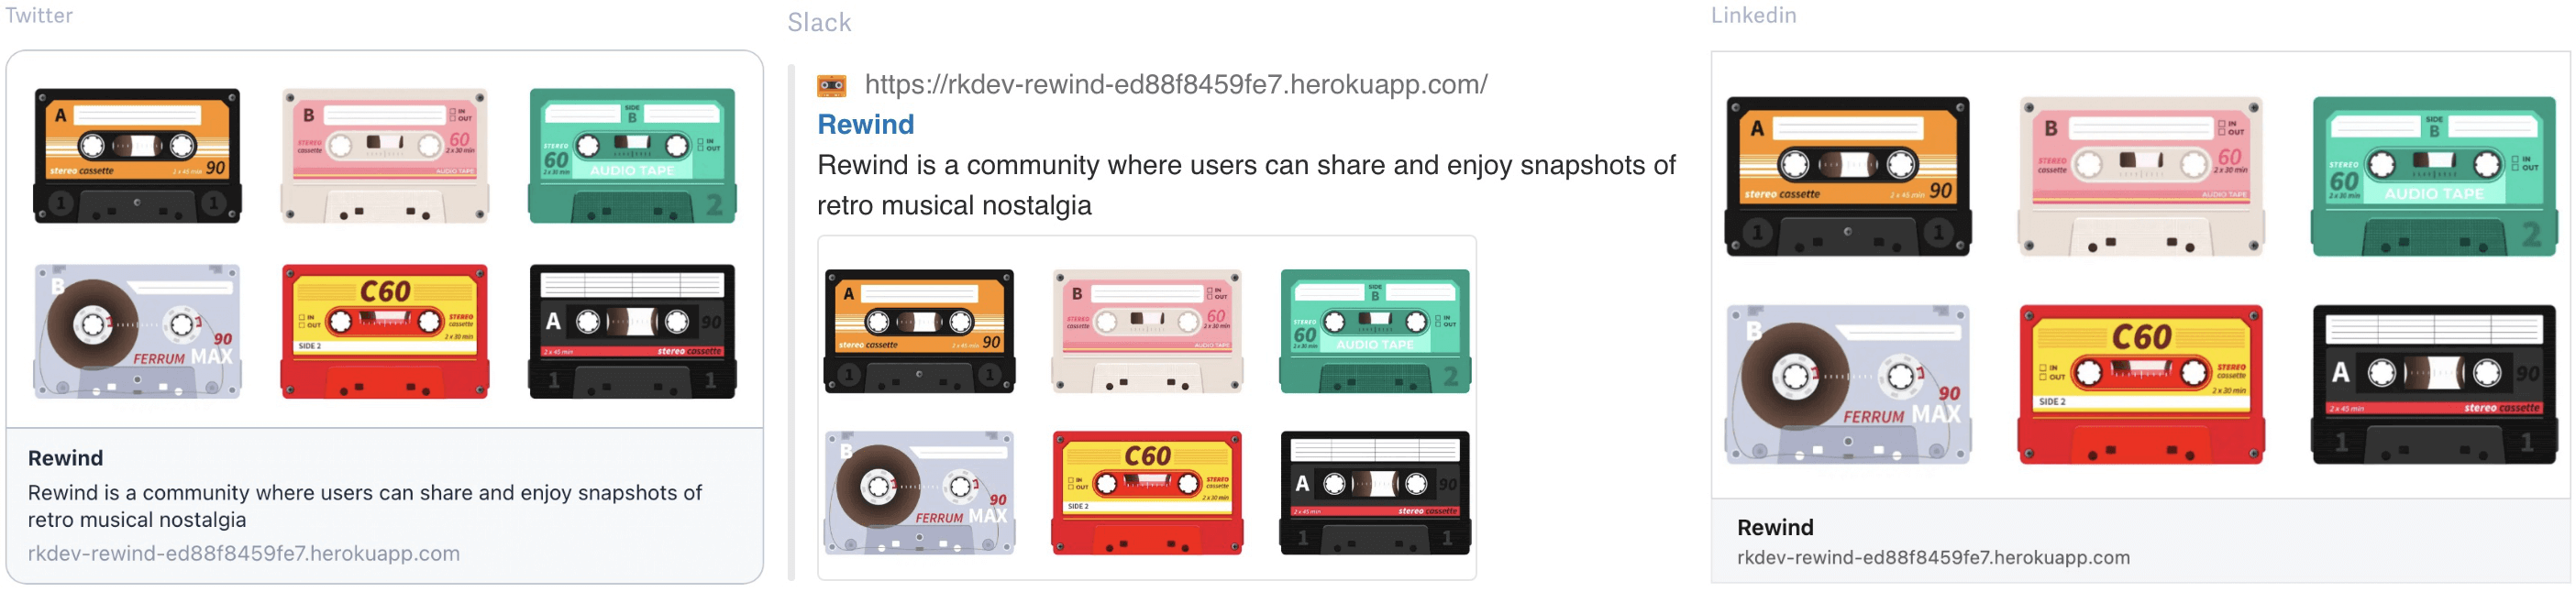 Twitter
A
stereo cassette 2 x 45 min 90
1 1
B IN
OUT
STEREO
cassette 60
2 x 30 min
AUDIO TAPE
SIDE
B
IN
OUT
STEREO
60
2 x 30 min
AUDIO TAPE
2
B
90
FERRUM MAX
C60
IN
OUT
STEREO
cassette
2 x 30 min
SIDE 2
A 90
2 x 45 min stereo cassette
1 1
Rewind
Rewind is a community where users can share and enjoy snapshots of
retro musical nostalgia
rkdev-rewind-ed88f8459fe7.herokuapp.com
Slack
https://rkdev-rewind-ed88f8459fe7.herokuapp.com/
Rewind
Rewind is a community where users can share and enjoy snapshots of
retro musical nostalgia
A
stereo cassette 2 x 45 min 90
1 1
B IN
OUT
STEREO
cassette 60
2 x 30 min
AUDIO TAPE
SIDE
B
IN
OUT
STEREO
60
2 x 30 min
AUDIO TAPE
2
B
90
FERRUM MAX
C60
IN
OUT
STEREO
cassette
2 x 30 min
SIDE 2
A 90
2 x 45 min stereo cassette
1 1
Linkedin
A
stereo cassette 2 x 45 min 90
1 1
B IN
OUT
STEREO
cassette 60
2 x 30 min
AUDIO TAPE
SIDE
B
IN
OUT
STEREO
60
2 x 30 min
AUDIO TAPE
2
B
90
FERRUM MAX
C60
IN
OUT
STEREO
cassette
2 x 30 min
SIDE 2
A 90
2 x 45 min stereo cassette
1 1
Rewind
rkdev-rewind-ed88f8459fe7.herokuapp.com